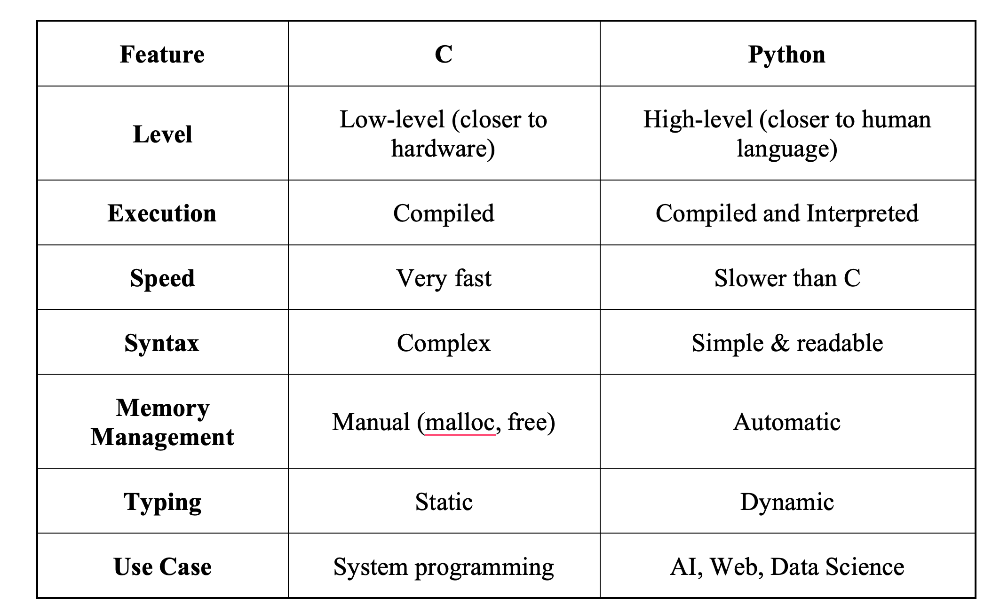 Feature C Python
Level Low-level (closer to hardware) High-level (closer to human language)
Execution Compiled Compiled and Interpreted
Speed Very fast Slower than C
Syntax Complex Simple & readable
Memory Management Manual (malloc, free) Automatic
Typing Static Dynamic
Use Case System programming AI, Web, Data Science